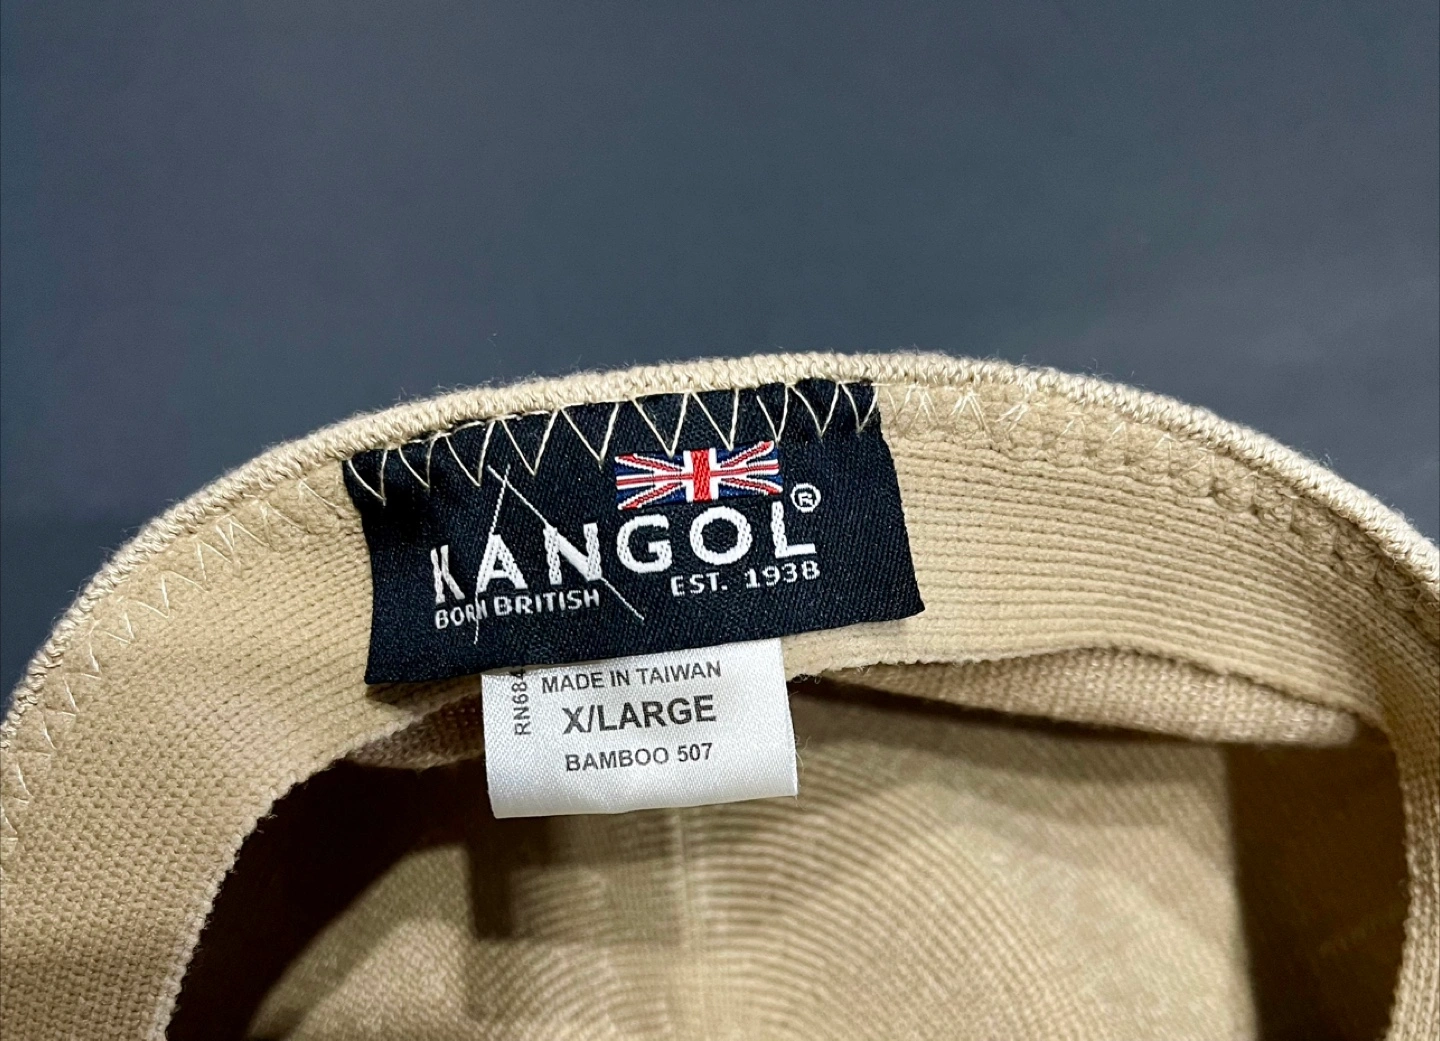 KANGOL®
BORN BRITISH EST. 1938
MADE IN TAIWAN
X/LARGE
BAMBOO 507